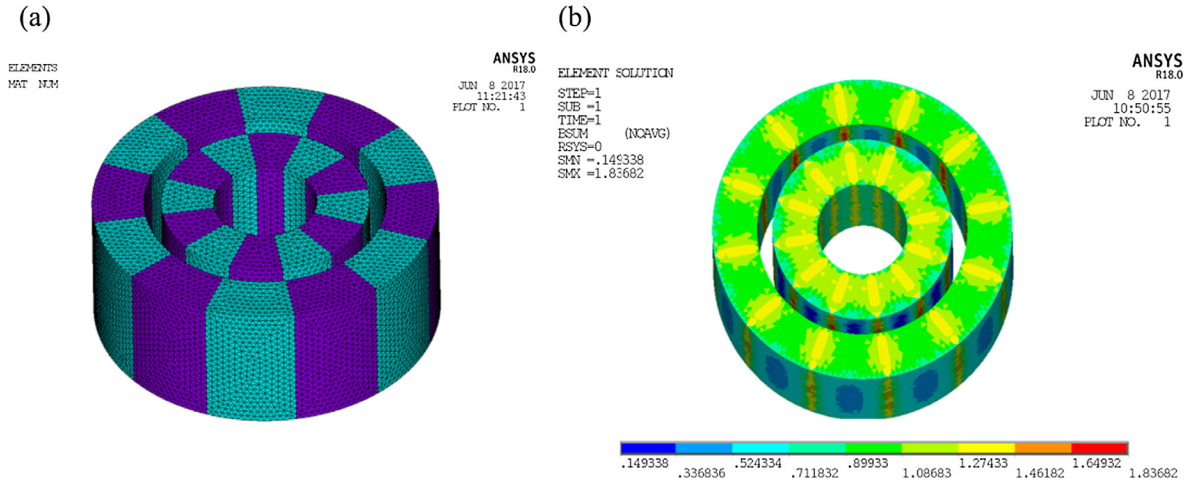 (a)
ELEMENTS
MAT NUM
ANSYS
R18.0
JUN 8 2017
11:21:43
PLOT NO. 1
(b)
ELEMENT SOLUTION
STEP=1
SUB =1
TIME=1
BSUM (NOAVG)
RSYS=0
SMN =.149338
SMX =1.83682
ANSYS
R18.0
JUN 8 2017
10:50:55
PLOT NO. 1
.149338 .524334 .89933 1.27433 1.64932
.336836 .711832 1.08683 1.46182 1.83682